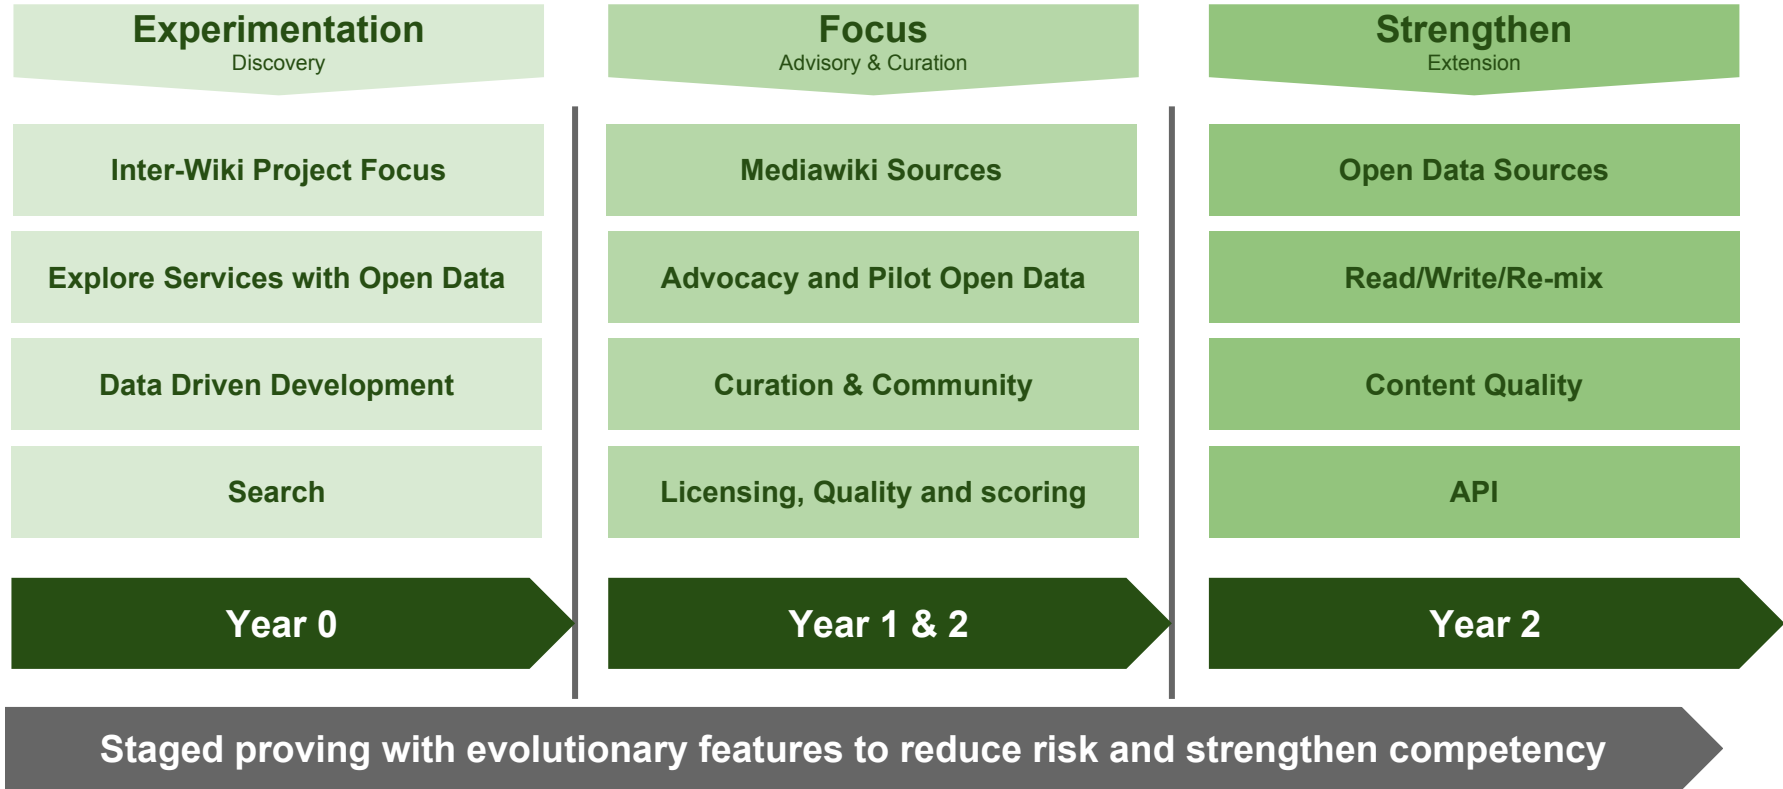 Experimentation
Discovery
Inter-Wiki Project Focus
Explore Services with Open Data
Data Driven Development
Search
Year 0
Focus
Advisory & Curation
Mediawiki Sources
Advocacy and Pilot Open Data
Curation & Community
Licensing, Quality and scoring
Year 1 & 2
Strengthen
Extension
Open Data Sources
Read/Write/Re-mix
Content Quality
API
Year 2
Staged proving with evolutionary features to reduce risk and strengthen competency